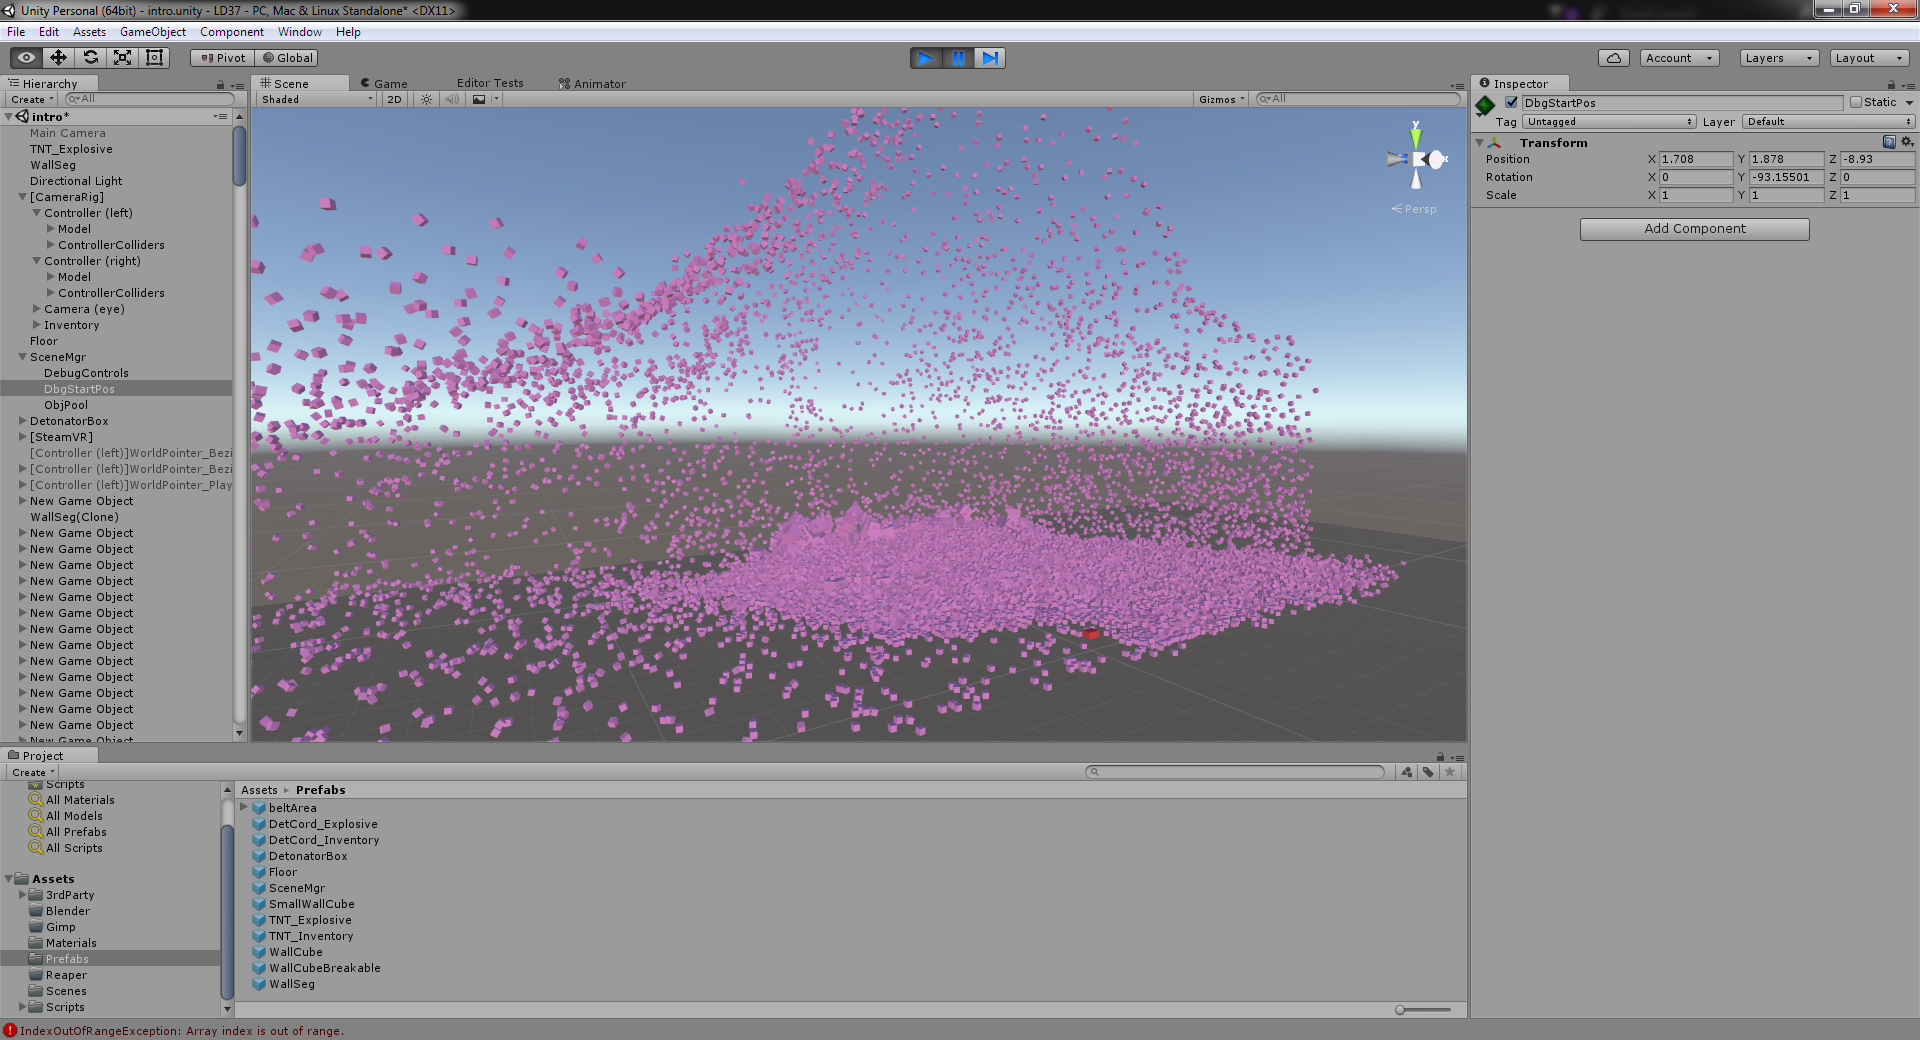 Unity Personal (64bit) - intro.unity - LD37 - PC, Mac & Linux Standalone* <DX11>
File Edit Assets GameObject Component Window Help
Pivot Global Account Layers Layout
Hierarchy
Create All
intro*
Main Camera
TNT_Explosive
WallSeg
Directional Light
[CameraRig]
Controller (left)
Model
ControllerColliders
Controller (right)
Model
ControllerColliders
Camera (eye)
Inventory
Floor
SceneMgr
DebugControls
DbgStartPos
ObjPool
DetonatorBox
[SteamVR]
[Controller (left)]WorldPointer_Bezi
[Controller (left)]WorldPointer_Bezi
[Controller (left)]WorldPointer_Play
New Game Object
WallSeg(Clone)
New Game Object
New Game Object
New Game Object
New Game Object
New Game Object
New Game Object
New Game Object
New Game Object
New Game Object
New Game Object
New Game Object
New Game Object
New Game Object
New Game Object
Scene Game Editor Tests Animator
Shaded 2D Gizmos All
y
x
Persp
Inspector
DbgStartPos Static
Tag Untagged Layer Default
Transform
Position X 1.708 Y 1.878 Z -8.93
Rotation X 0 Y -93.15501 Z 0
Scale X 1 Y 1 Z 1
Add Component
Project
Create
Scripts
All Materials
All Models
All Prefabs
All Scripts
Assets
3rdParty
Blender
Gimp
Materials
Prefabs
Reaper
Scenes
Scripts
Assets Prefabs
beltArea
DetCord_Explosive
DetCord_Inventory
DetonatorBox
Floor
SceneMgr
SmallWallCube
TNT_Explosive
TNT_Inventory
WallCube
WallCubeBreakable
WallSeg
IndexOutOfRangeException: Array index is out of range.